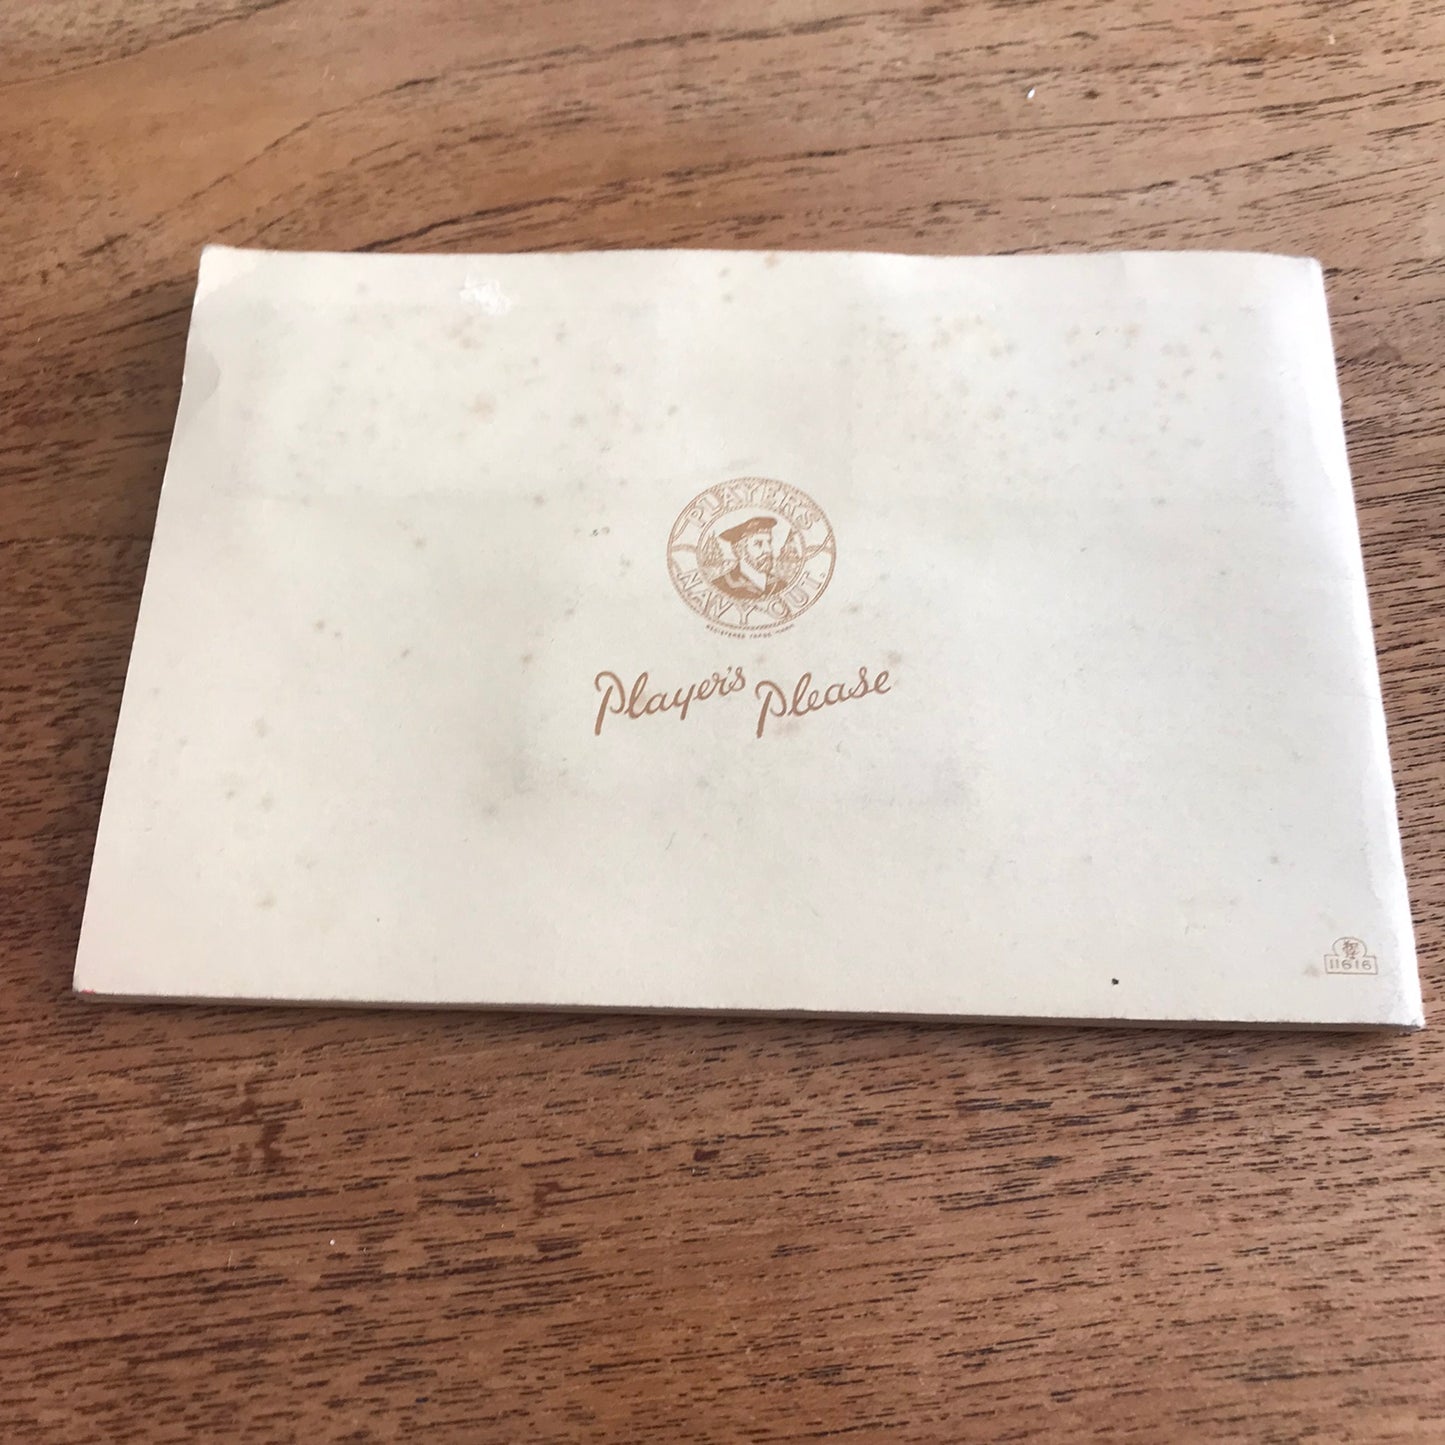 PLAYER'S
NAVY CUT.
REGISTERED TRADE MARK
Player's Please
11616